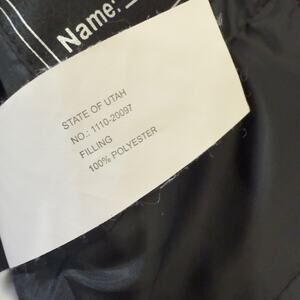 Name:
STATE OF UTAH
NO.: 1110-20097
FILLING
100% POLYESTER